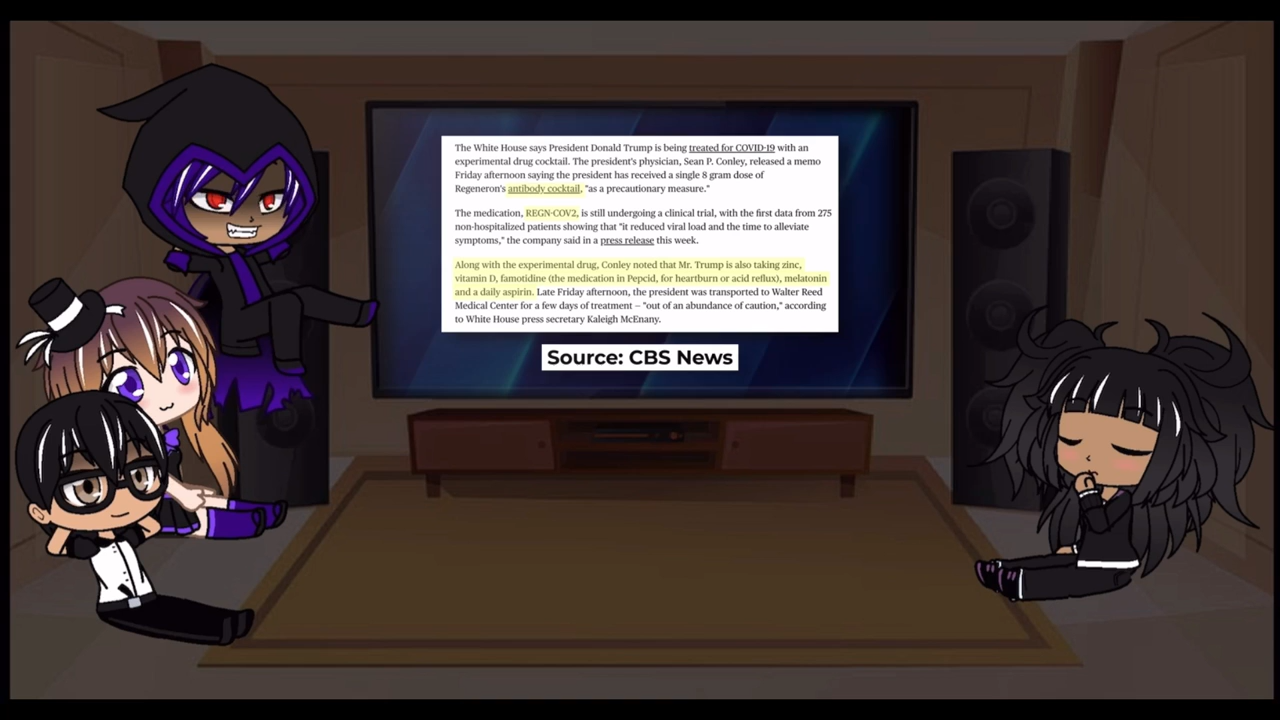 The White House says President Donald Trump is being treated for COVID-19 with an
experimental drug cocktail. The president's physician, Sean P. Conley, released a memo
Friday afternoon saying the president has received a single 8 gram dose of
Regeneron's antibody cocktail, "as a precautionary measure."
The medication, REGN-COV2, is still undergoing a clinical trial, with the first data from 275
non-hospitalized patients showing that "it reduced viral load and the time to alleviate
symptoms," the company said in a press release this week.
Along with the experimental drug, Conley noted that Mr. Trump is also taking zinc,
vitamin D, famotidine (the medication in Pepcid, for heartburn or acid reflux), melatonin
and a daily aspirin. Late Friday afternoon, the president was transported to Walter Reed
Medical Center for a few days of treatment — "out of an abundance of caution," according
to White House press secretary Kaleigh McEnany.
Source: CBS News